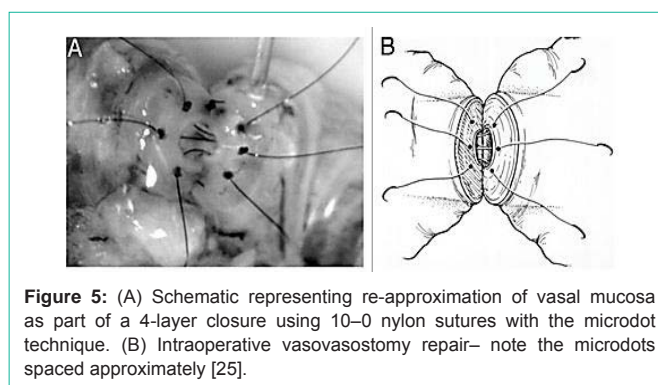 A
B
Figure 5: (A) Schematic representing re-approximation of vasal mucosa
as part of a 4-layer closure using 10–0 nylon sutures with the microdot
technique. (B) Intraoperative vasovasostomy repair– note the microdots
spaced approximately [25].